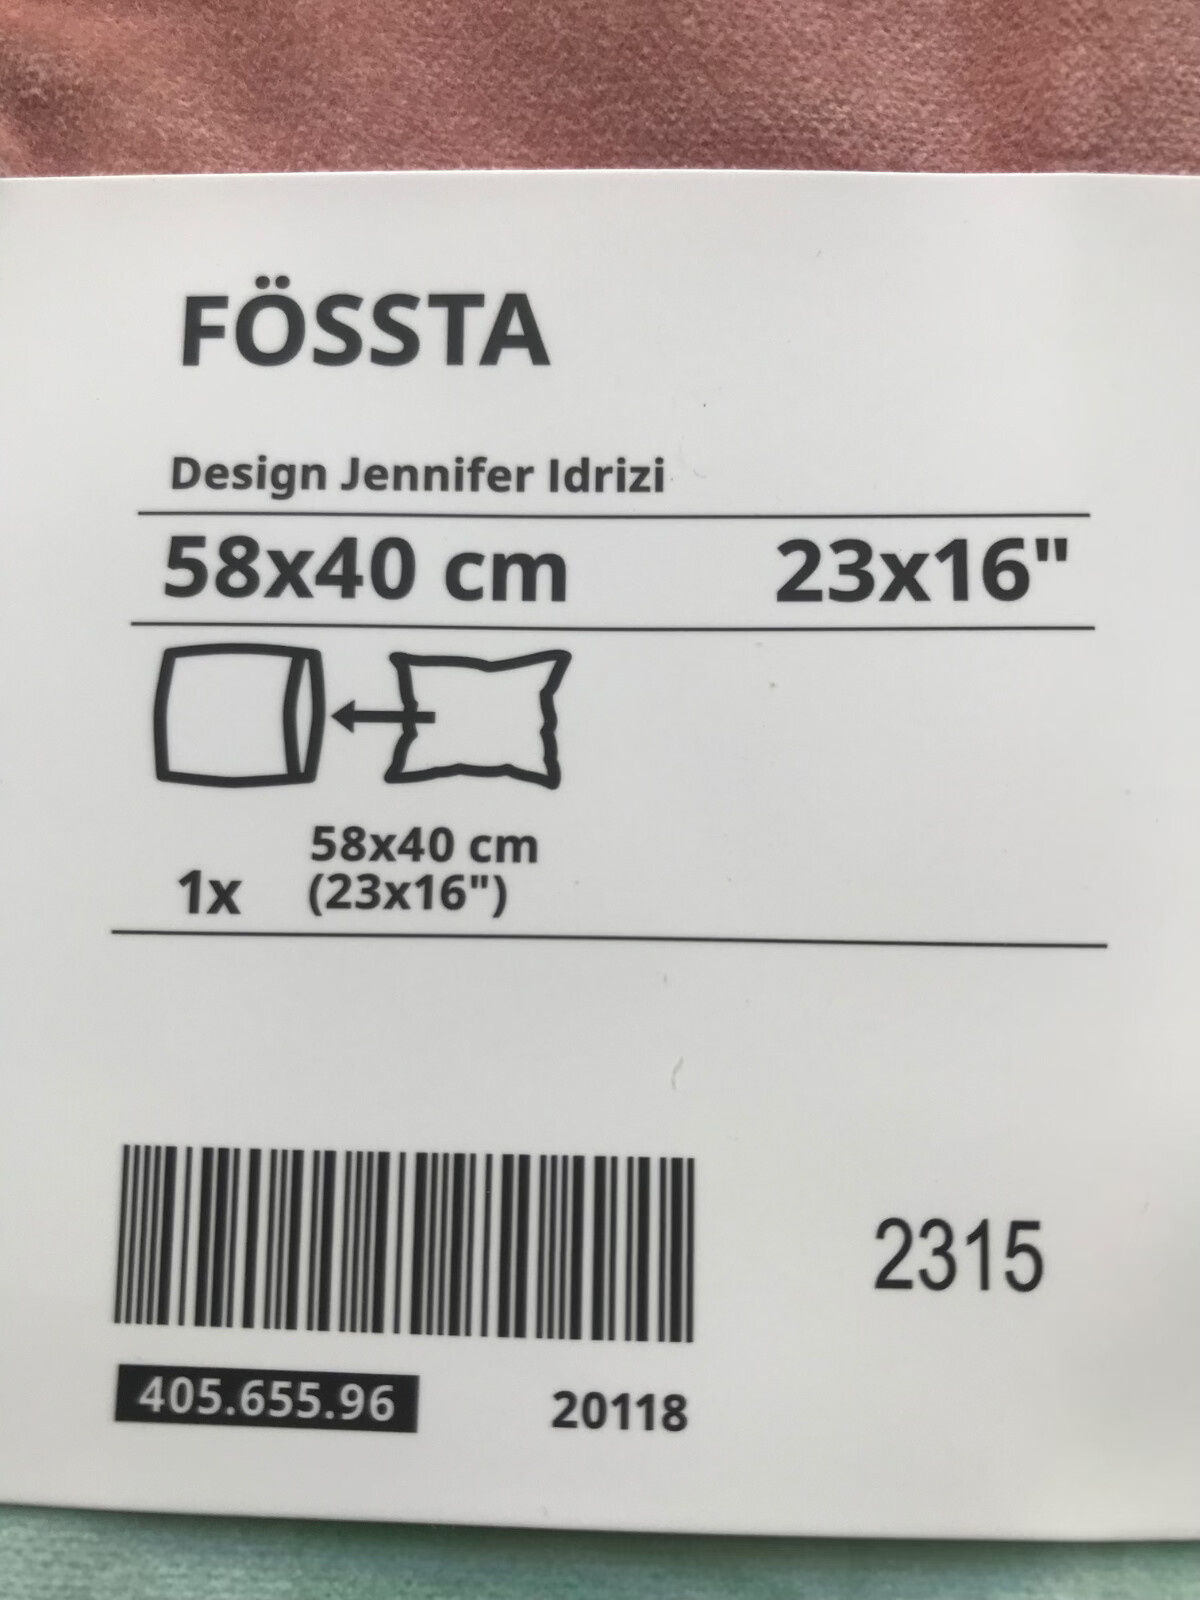 FÖSSTA
Design Jennifer Idrizi
58x40 cm 23x16"
58x40 cm
1x (23x16")
2315
405.655.96 20118